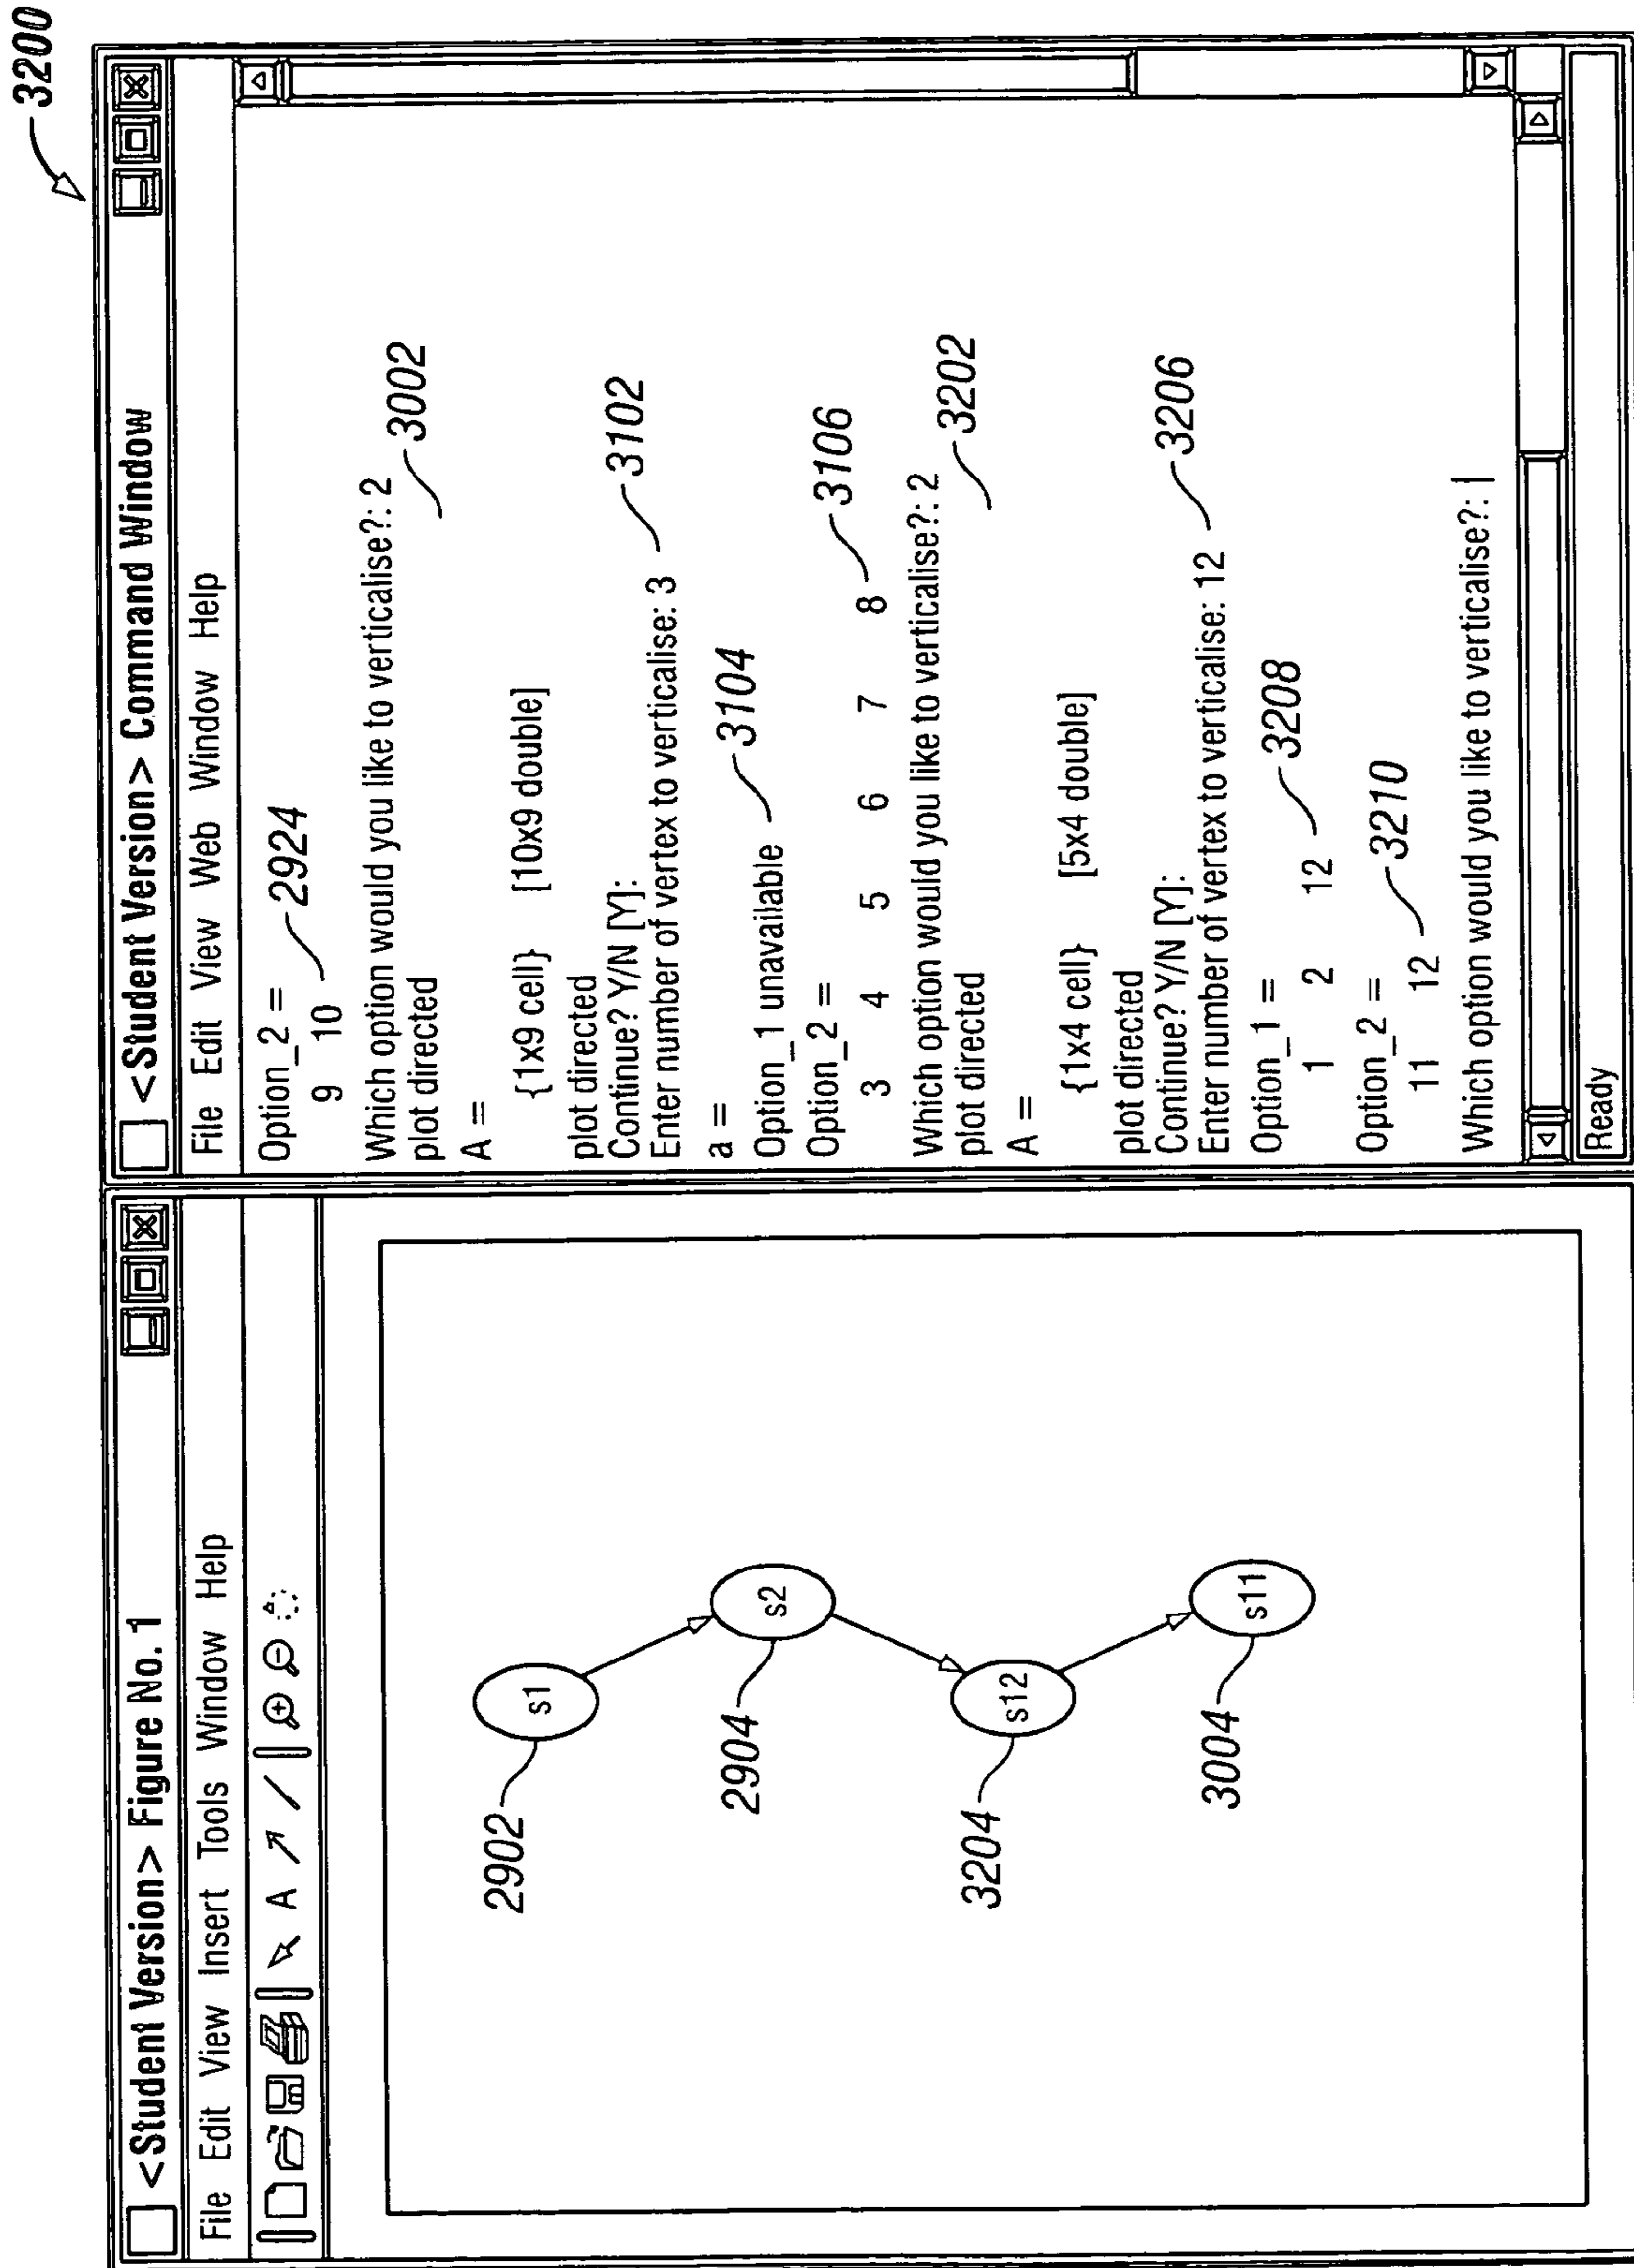 3200
<Student Version> Figure No. 1
File Edit View Insert Tools Window Help
A
s1
2902
s2
2904
s12
3204
s11
3004
<Student Version> Command Window
File Edit View Web Window Help
Option_2 =
9 10 2924
Which option would you like to verticalise?: 2
plot directed 3002
A =
{1x9 cell} [10x9 double]
plot directed
Continue? Y/N [Y]:
Enter number of vertex to verticalise: 3 3102
a =
Option_1 unavailable 3104
Option_2 =
3 4 5 6 7 8 3106
Which option would you like to verticalise?: 2
plot directed 3202
A =
{1x4 cell} [5x4 double]
plot directed
Continue? Y/N [Y]:
Enter number of vertex to verticalise: 12 3206
Option_1 =
1 2 12 3208
Option_2 =
11 12 3210
Which option would you like to verticalise?: |
Ready